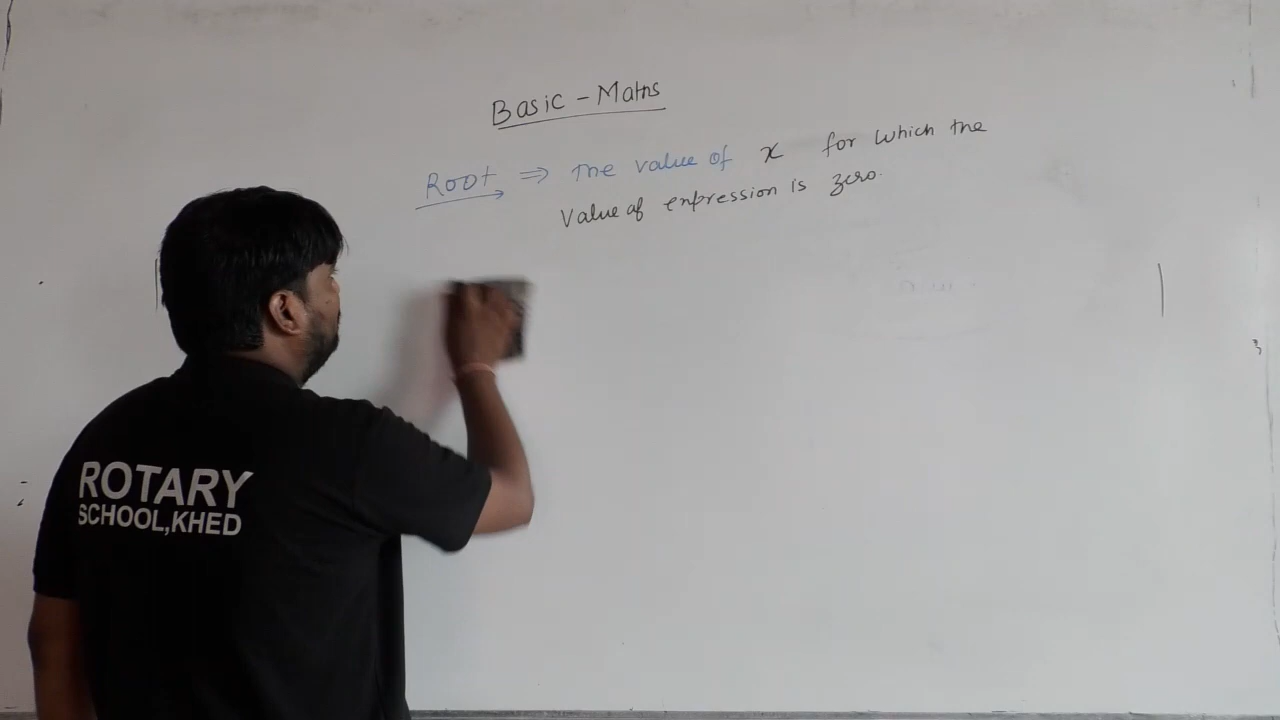 Basic - Maths
Root ⇒ The value of x for which the
Value of expression is zero.
ROTARY
SCHOOL,KHED